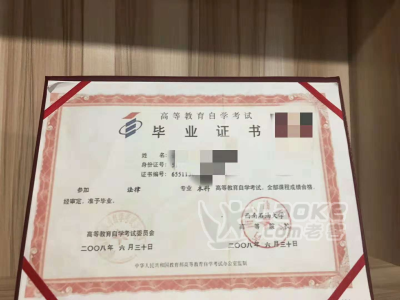 高等教育自学考试
毕业证书
姓名
身份证号:
证书编号: 65511
参加 法律 专业 本科 高等教育自学考试，全部课程成绩合格
经审定，准予毕业。
高等教育自学考试委员会
二〇〇八年 六月三十日
二〇〇八年 六月三十日
中华人民共和国教育部高等教育自学考试办公室监制